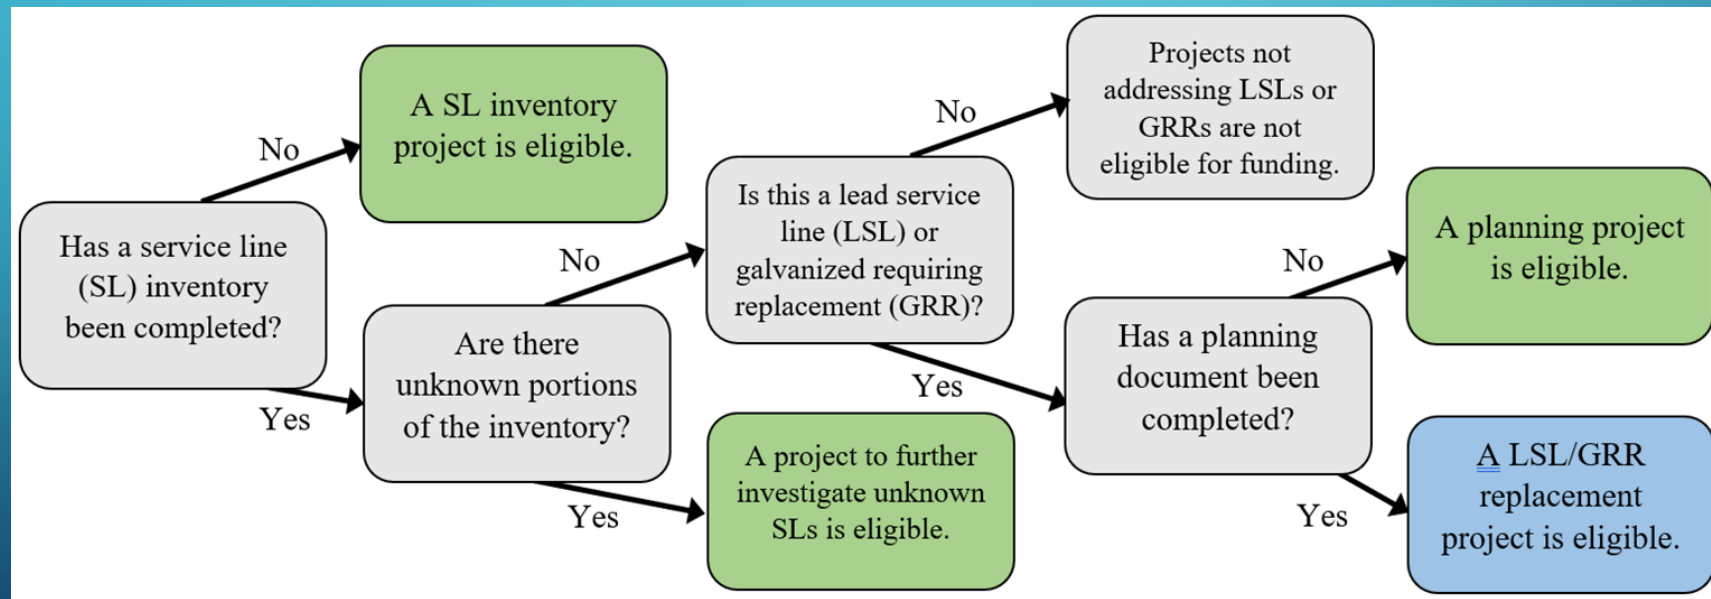 Has a service line
(SL) inventory
been completed?
No
A SL inventory
project is eligible.
Yes
Are there
unknown portions
of the inventory?
No
Is this a lead service
line (LSL) or
galvanized requiring
replacement (GRR)?
Yes
A project to further
investigate unknown
SLs is eligible.
No
Projects not
addressing LSLs or
GRRs are not
eligible for funding.
Yes
Has a planning
document been
completed?
No
A planning project
is eligible.
Yes
A LSL/GRR
replacement
project is eligible.